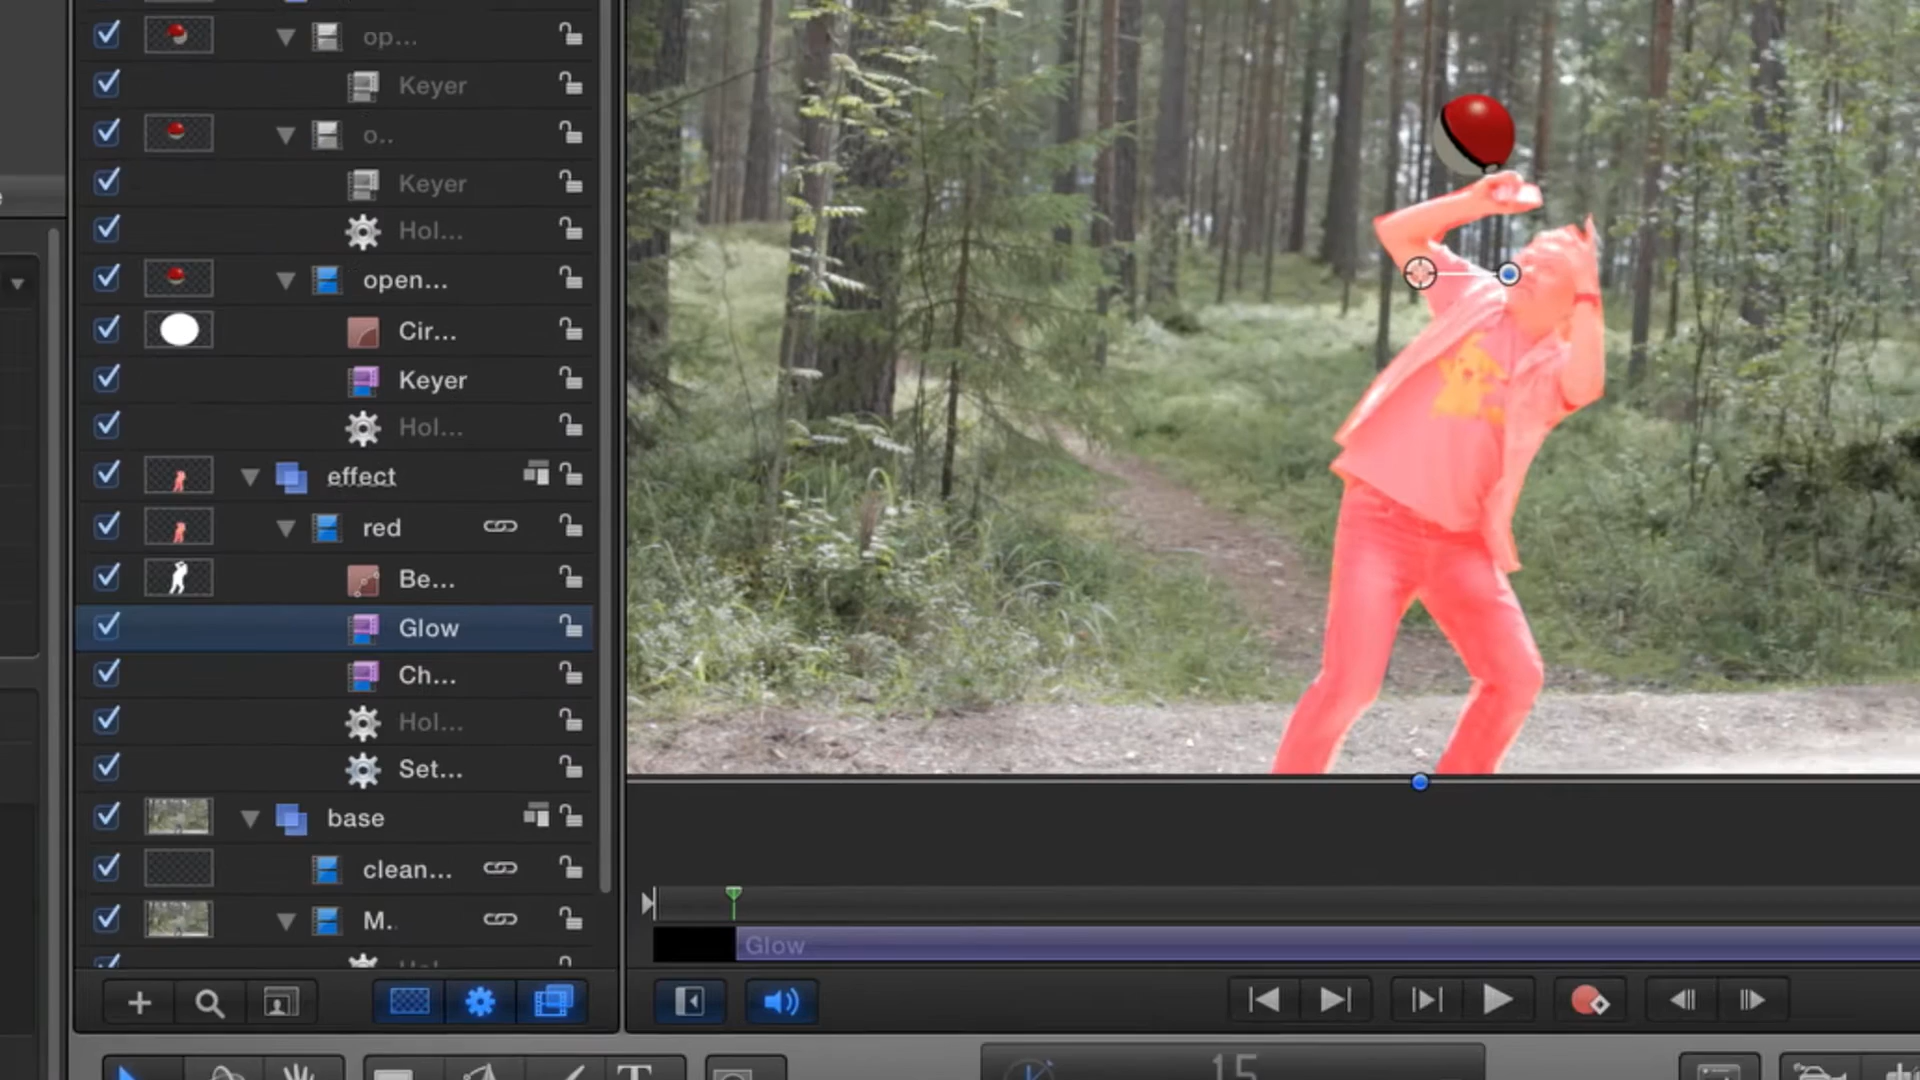 op...
Keyer
o..
Keyer
Hol...
open...
Cir...
Keyer
Hol...
effect
red
Be...
Glow
Ch...
Hol...
Set...
base
clean...
M.
Glow
15